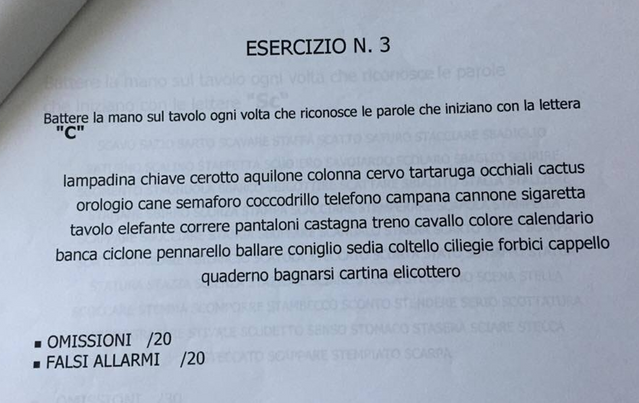 ESERCIZIO N. 3
Battere la mano sul tavolo ogni volta che riconosce le parole che iniziano con la lettera
"C"
lampadina chiave cerotto aquilone colonna cervo tartaruga occhiali cactus
orologio cane semaforo coccodrillo telefono campana cannone sigaretta
tavolo elefante correre pantaloni castagna treno cavallo colore calendario
banca ciclone pennarello ballare coniglio sedia coltello ciliegie forbici cappello
quaderno bagnarsi cartina elicottero
▪ OMISSIONI /20
▪ FALSI ALLARMI /20